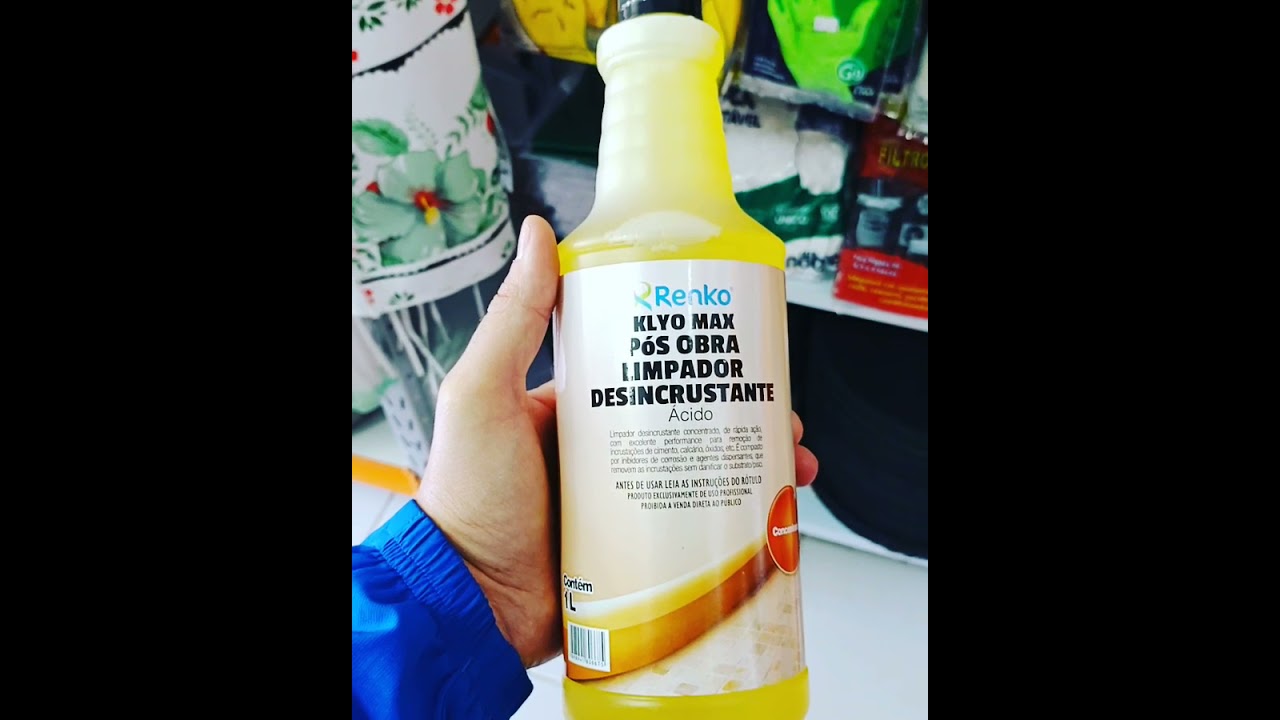 Renko
KLYO MAX
PóS OBRA
LIMPADOR
DESINCRUSTANTE
Ácido
Limpador desincrustante concentrado, de rápida ação,
com excelente performance para remoção de
incrustações de cimento, calcário, óxidos, etc. É composto
por inibidores de corrosão e agentes dispersantes, que
removem as incrustações sem danificar o substrato/piso.
ANTES DE USAR LEIA AS INSTRUÇÕES DO RÓTULO
PRODUTO EXCLUSIVAMENTE DE USO PROFISSIONAL
PROIBIDA A VENDA DIRETA AO PÚBLICO
Contém
1L
FILTRO